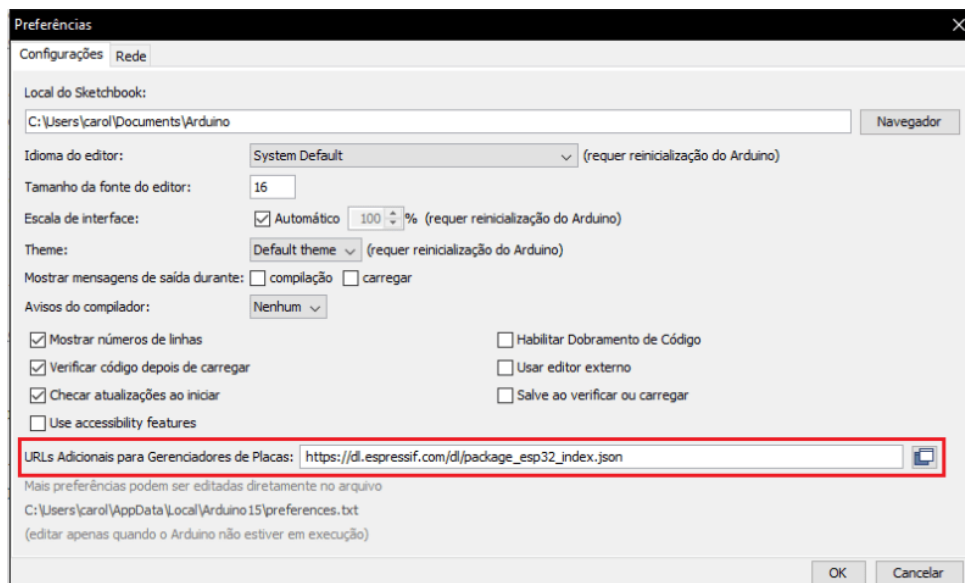 Preferências
Configurações Rede
Local do Sketchbook:
C:\Users\carol\Documents\Arduino Navegador
Idioma do editor: System Default (requer reinicialização do Arduino)
Tamanho da fonte do editor: 16
Escala de interface: Automático 100 % (requer reinicialização do Arduino)
Theme: Default theme (requer reinicialização do Arduino)
Mostrar mensagens de saída durante: compilação carregar
Avisos do compilador: Nenhum
Mostrar números de linhas Habilitar Dobramento de Código
Verificar código depois de carregar Usar editor externo
Checar atualizações ao iniciar Salve ao verificar ou carregar
Use accessibility features
URLs Adicionais para Gerenciadores de Placas: https://dl.espressif.com/dl/package_esp32_index.json
Mais preferências podem ser editadas diretamente no arquivo
C:\Users\carol\AppData\Local\Arduino15\preferences.txt
(editar apenas quando o Arduino não estiver em execução)
OK Cancelar